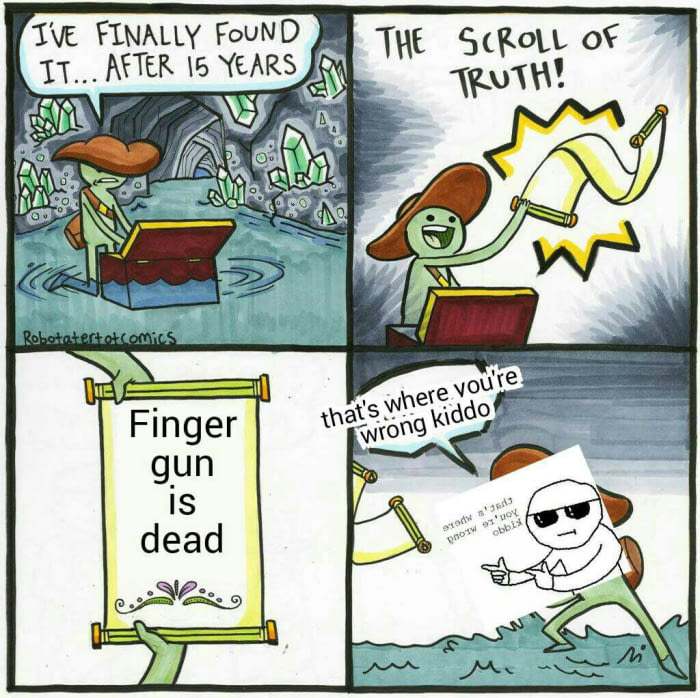 I'VE FINALLY FOUND
IT... AFTER 15 YEARS
THE SCROLL OF
TRUTH!
Robotatertotcomics
Finger
gun
is
dead
that's where you're
wrong kiddo
that's where
you're wrong
kiddo